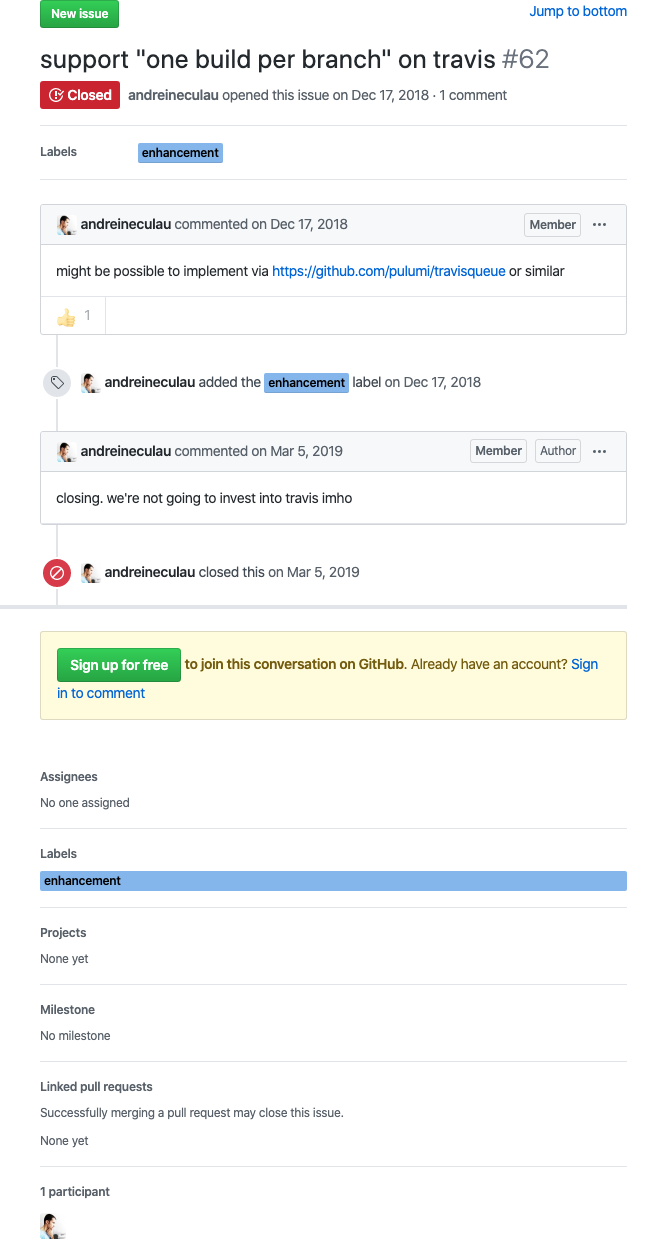 New issue
Jump to bottom
support "one build per branch" on travis #62
Closed andreineculau opened this issue on Dec 17, 2018 · 1 comment
Labels enhancement
andreineculau commented on Dec 17, 2018 Member ···
might be possible to implement via https://github.com/pulumi/travisqueue or similar
👍 1
andreineculau added the enhancement label on Dec 17, 2018
andreineculau commented on Mar 5, 2019 Member Author ···
closing. we're not going to invest into travis imho
andreineculau closed this on Mar 5, 2019
Sign up for free to join this conversation on GitHub. Already have an account? Sign
in to comment
Assignees
No one assigned
Labels
enhancement
Projects
None yet
Milestone
No milestone
Linked pull requests
Successfully merging a pull request may close this issue.
None yet
1 participant